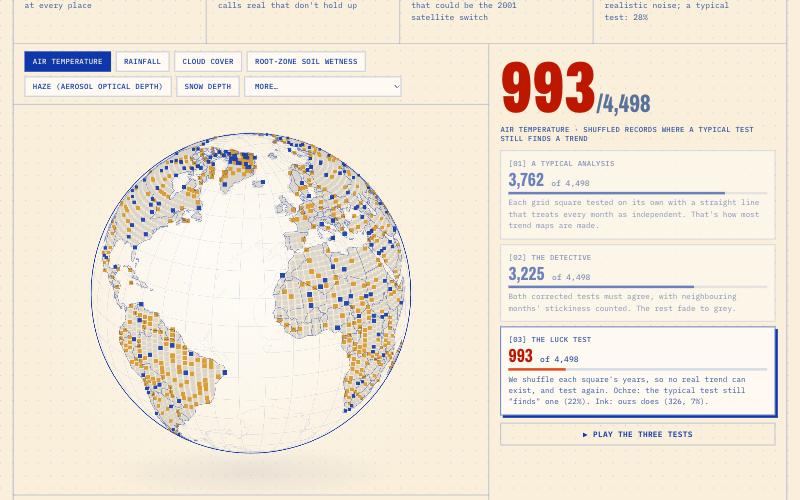 at every place
calls real that don't hold up
that could be the 2001
satellite switch
realistic noise; a typical
test: 28%
AIR TEMPERATURE
RAINFALL
CLOUD COVER
ROOT-ZONE SOIL WETNESS
HAZE (AEROSOL OPTICAL DEPTH)
SNOW DEPTH
MORE…
993/4,498
AIR TEMPERATURE · SHUFFLED RECORDS WHERE A TYPICAL TEST
STILL FINDS A TREND
[01] A TYPICAL ANALYSIS
3,762 of 4,498
Each grid square tested on its own with a straight line
that treats every month as independent. That's how most
trend maps are made.
[02] THE DETECTIVE
3,225 of 4,498
Both corrected tests must agree, with neighbouring
months' stickiness counted. The rest fade to grey.
[03] THE LUCK TEST
993 of 4,498
We shuffle each square's years, so no real trend can
exist, and test again. Ochre: the typical test still
"finds" one (22%). Ink: ours does (326, 7%).
▶ PLAY THE THREE TESTS